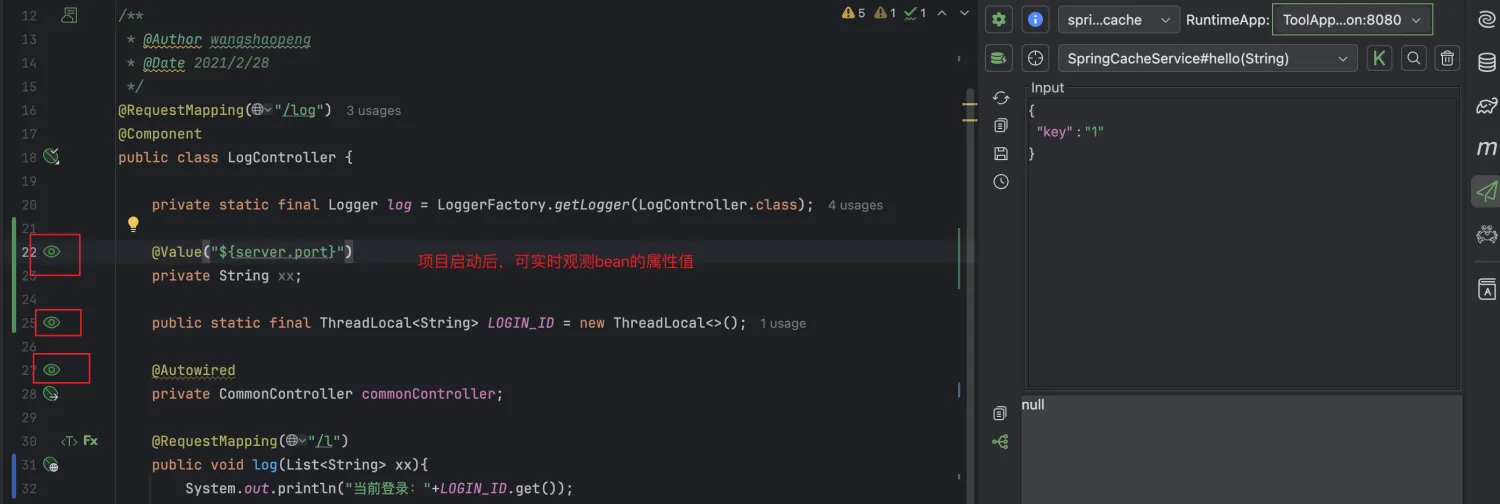 5 1 1
12 /**
13 * @Author wangshaopeng
14 * @Date 2021/2/28
15 */
16 @RequestMapping("/log") 3 usages
17 @Component
18 public class LogController {
19
20 private static final Logger log = LoggerFactory.getLogger(LogController.class); 4 usages
21
22 @Value("${server.port}")
项目启动后，可实时观测bean的属性值
23 private String xx;
24
25 public static final ThreadLocal<String> LOGIN_ID = new ThreadLocal<>(); 1 usage
26
27 @Autowired
28 private CommonController commonController;
29
30 <T> Fx @RequestMapping("/l")
31 public void log(List<String> xx){
32 System.out.println("当前登录："+LOGIN_ID.get());
spri...cache RuntimeApp: ToolApp...on:8080
SpringCacheService#hello(String) K
Input
{
"key":"1"
}
null
m
A